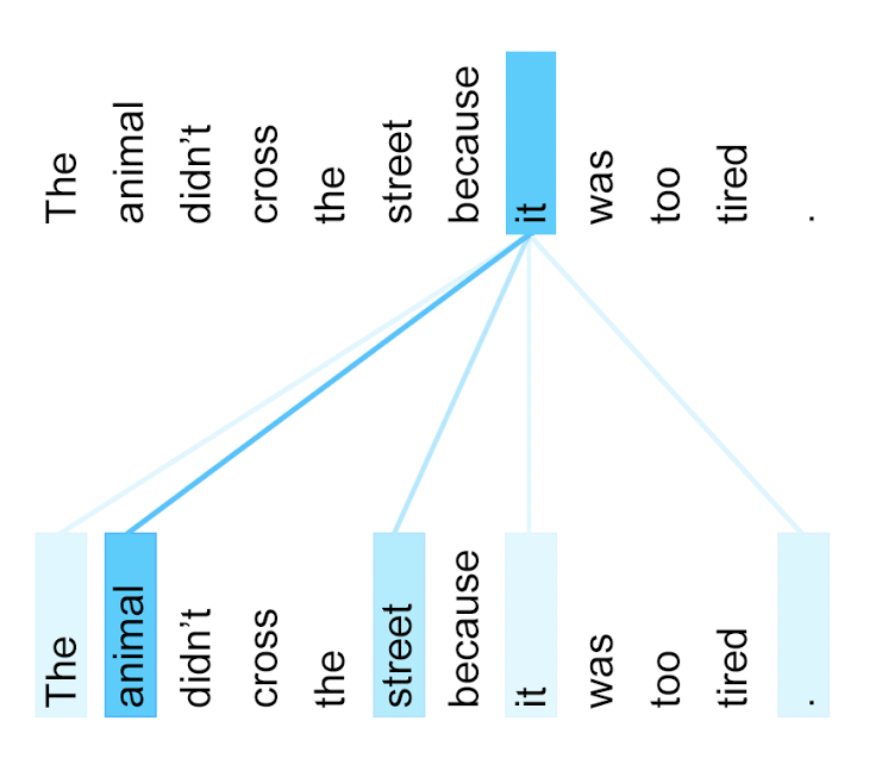 The animal didn't cross the street because it was too tired .
The animal didn't cross the street because it was too tired .